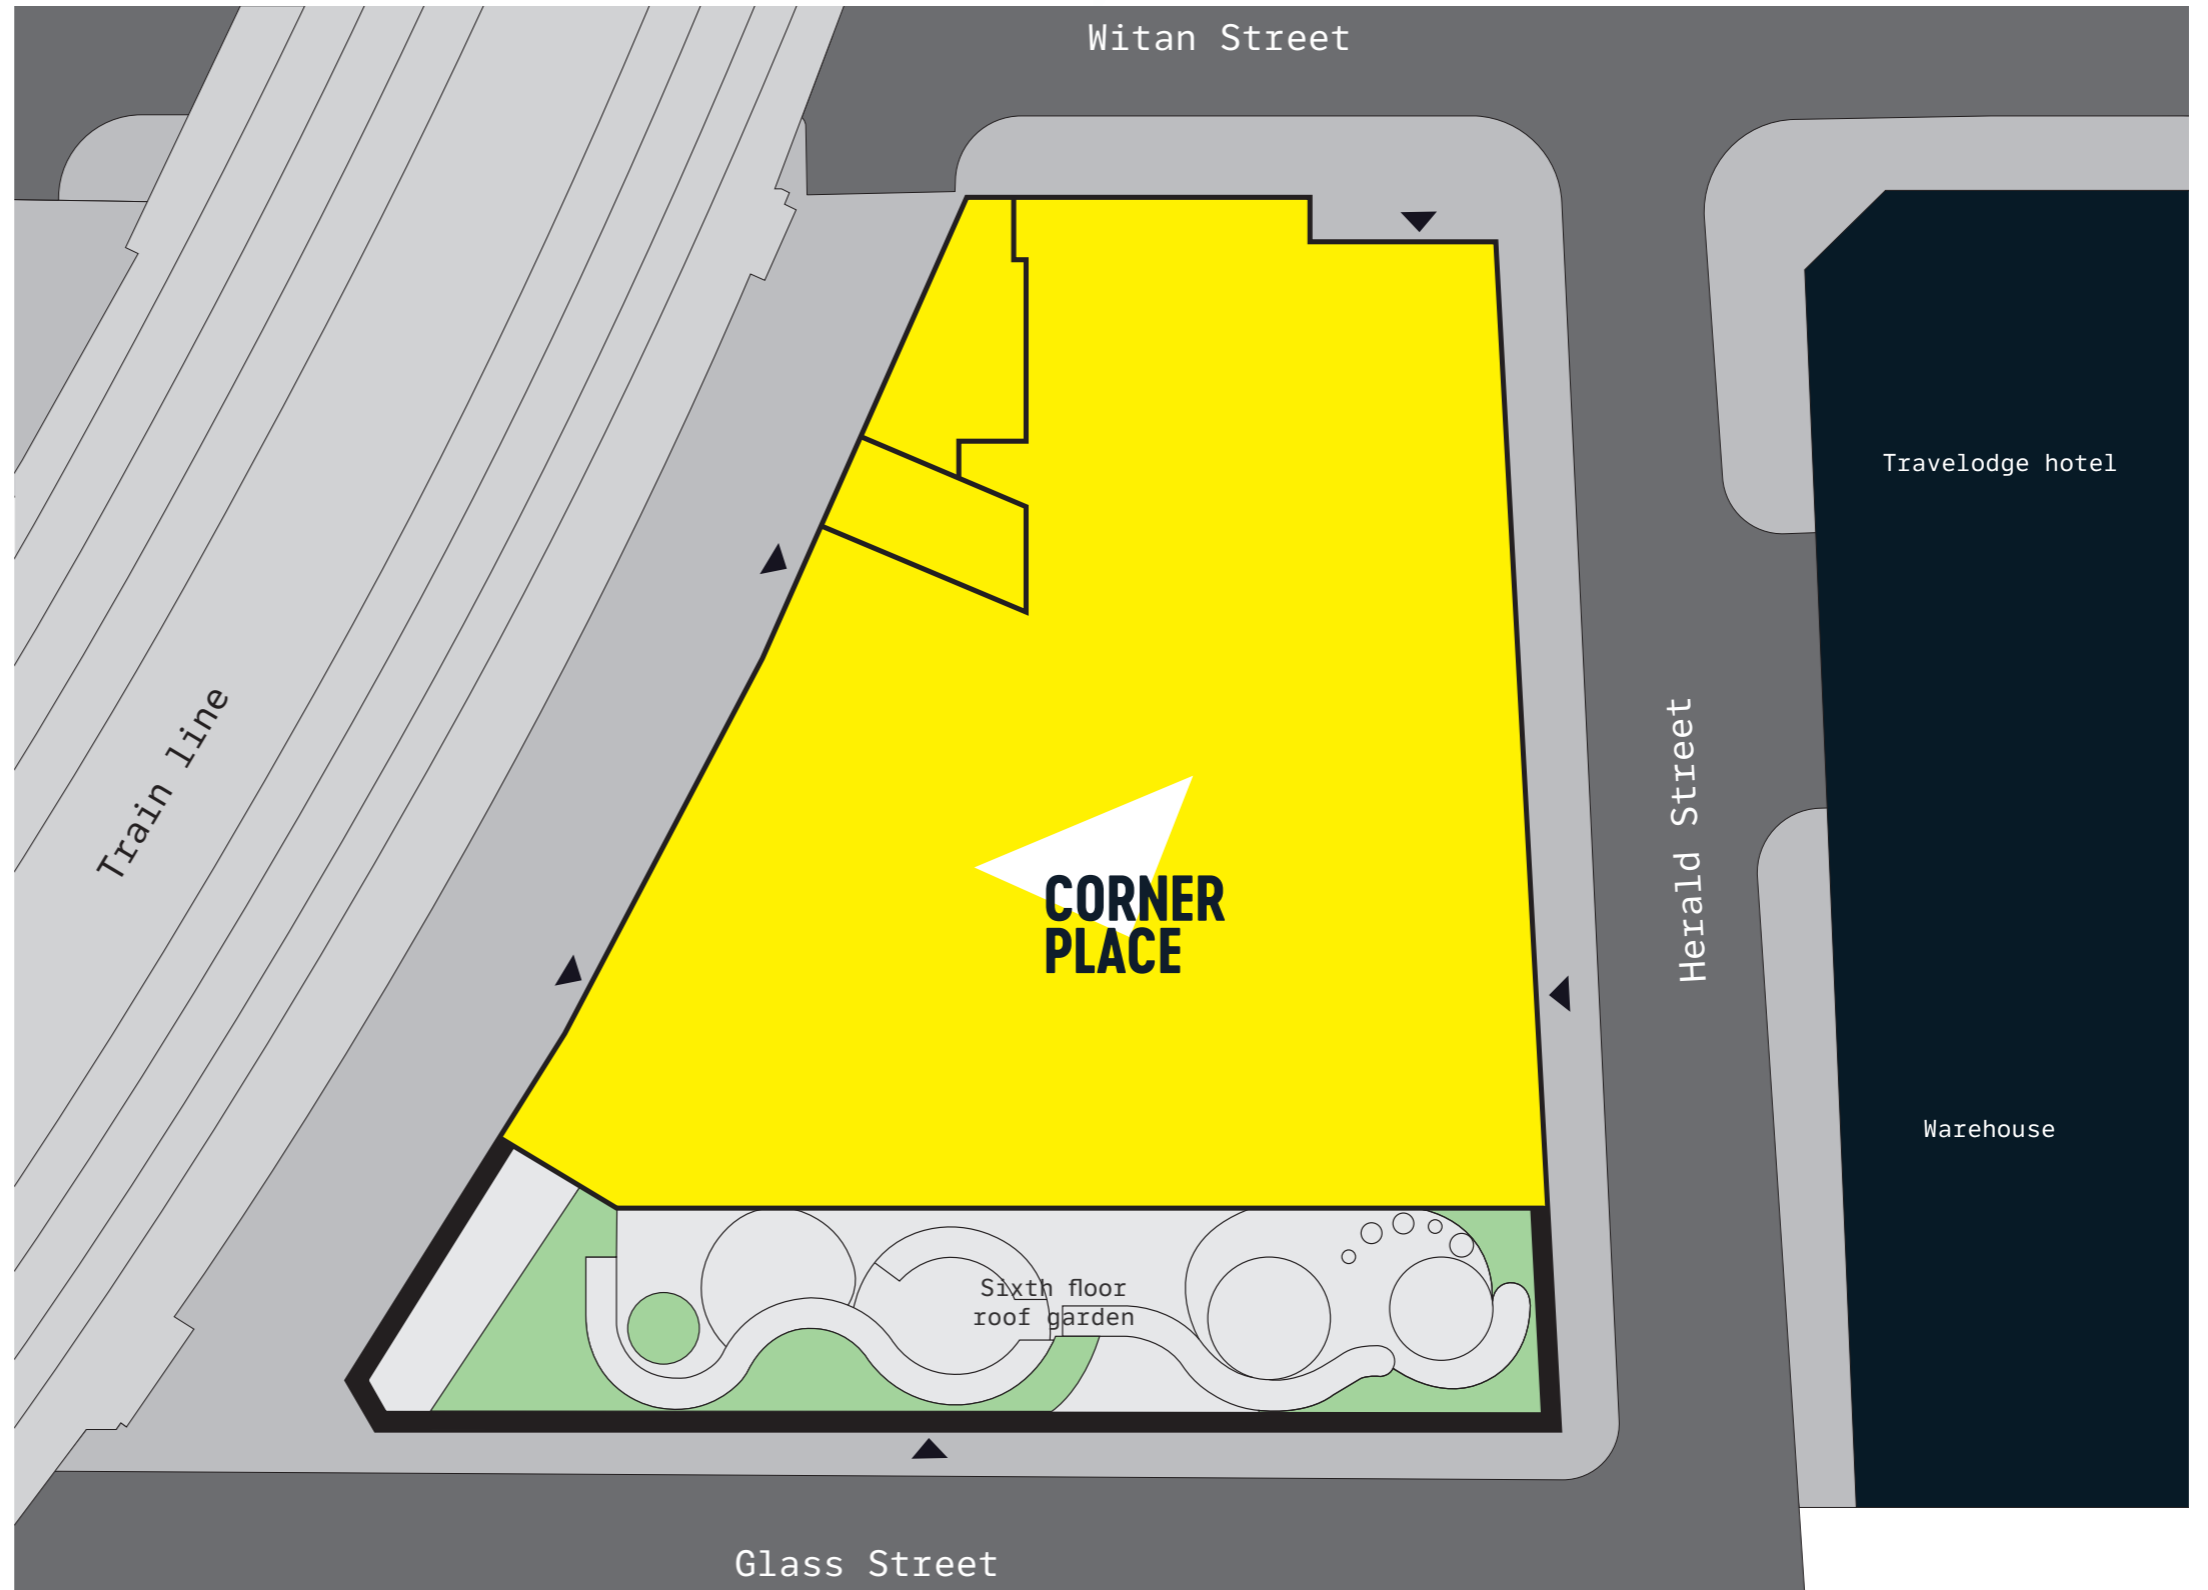 Witan Street
Travelodge hotel
Train line
Herald Street
CORNER
PLACE
Warehouse
Sixth floor
roof garden
Glass Street